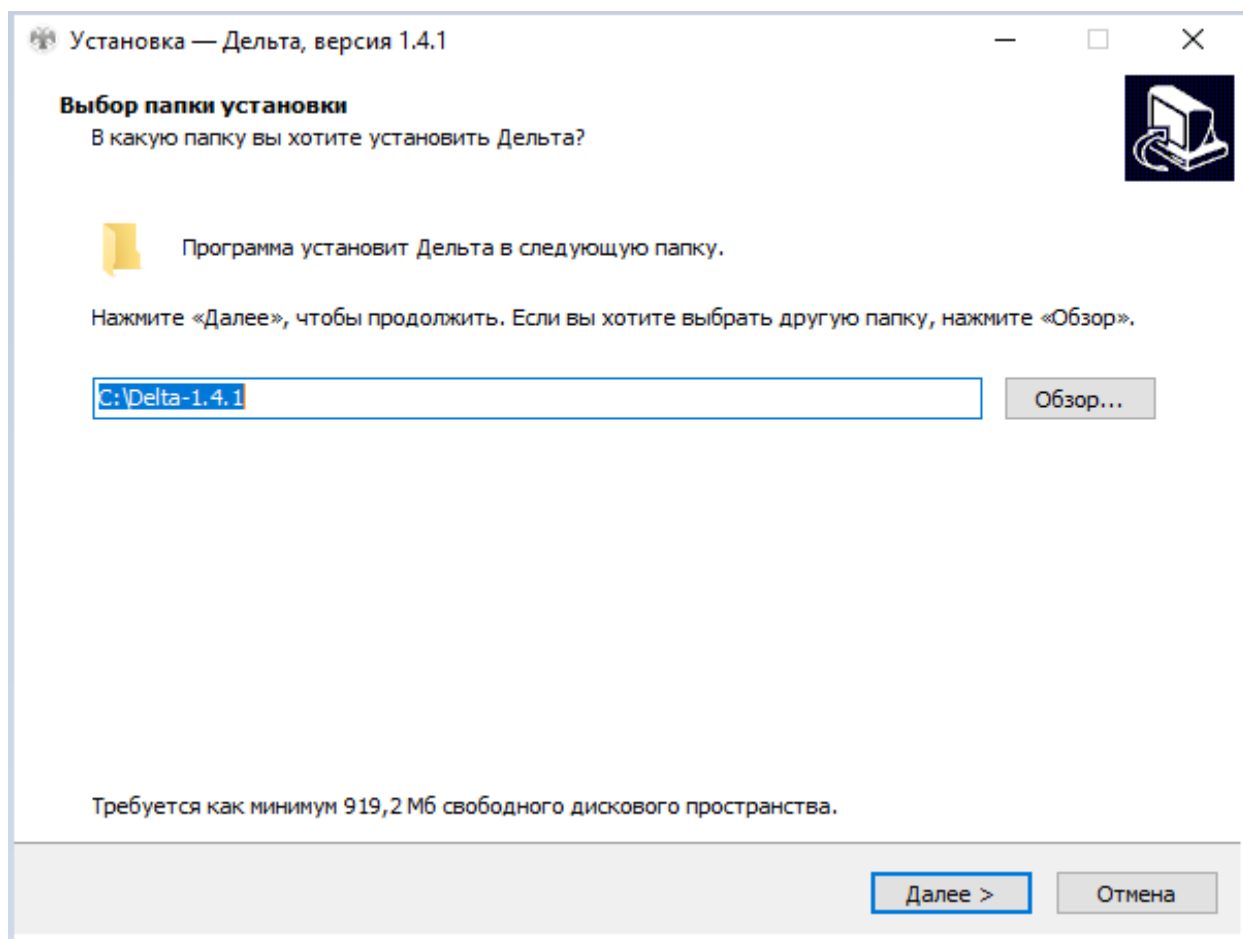 Установка — Дельта, версия 1.4.1
Выбор папки установки
В какую папку вы хотите установить Дельта?
Программа установит Дельта в следующую папку.
Нажмите «Далее», чтобы продолжить. Если вы хотите выбрать другую папку, нажмите «Обзор».
C:\Delta-1.4.1
Обзор...
Требуется как минимум 919,2 Мб свободного дискового пространства.
Далее >
Отмена